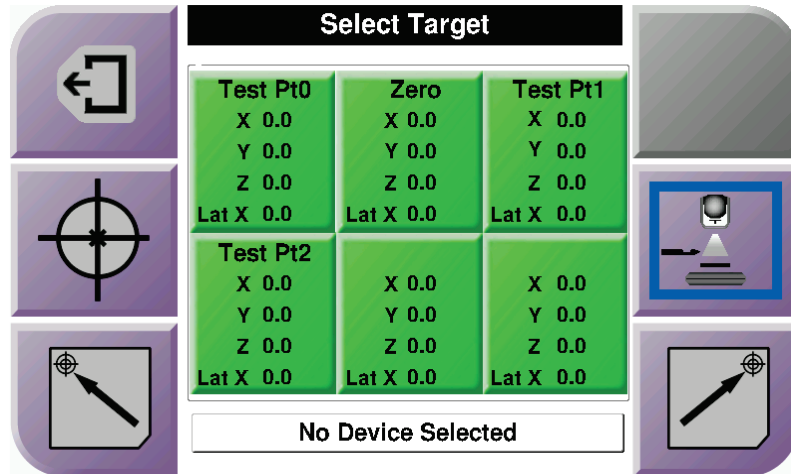 Select Target
Test Pt0 Zero Test Pt1
X 0.0 X 0.0 X 0.0
Y 0.0 Y 0.0 Y 0.0
Z 0.0 Z 0.0 Z 0.0
Lat X 0.0 Lat X 0.0 Lat X 0.0
Test Pt2
X 0.0 X 0.0 X 0.0
Y 0.0 Y 0.0 Y 0.0
Z 0.0 Z 0.0 Z 0.0
Lat X 0.0 Lat X 0.0 Lat X 0.0
No Device Selected